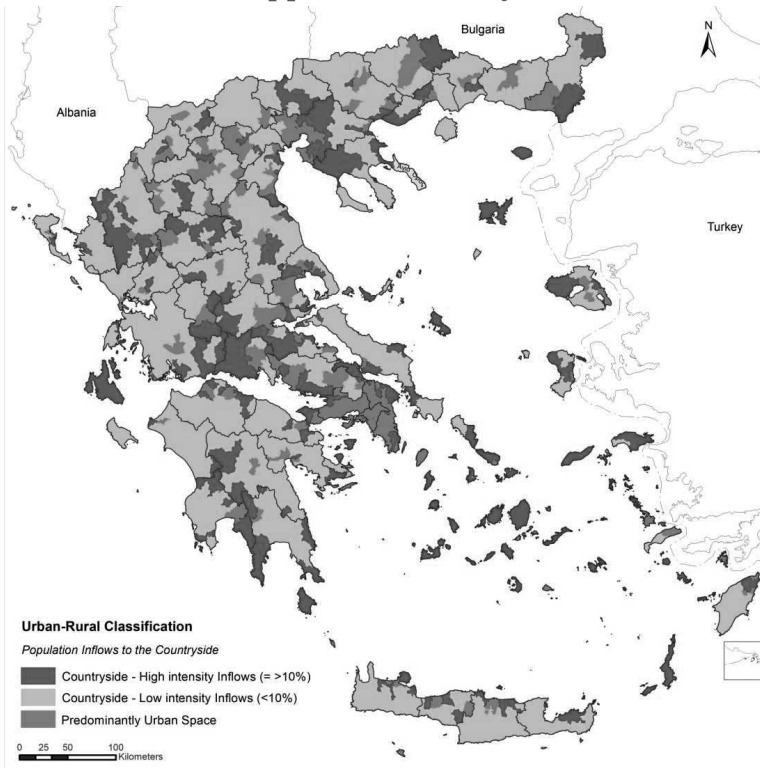 Bulgaria
N
Albania
Turkey
Urban-Rural Classification
Population Inflows to the Countryside
Countryside - High intensity Inflows (= >10%)
Countryside - Low intensity Inflows (<10%)
Predominantly Urban Space
0 25 50 100
Kilometers